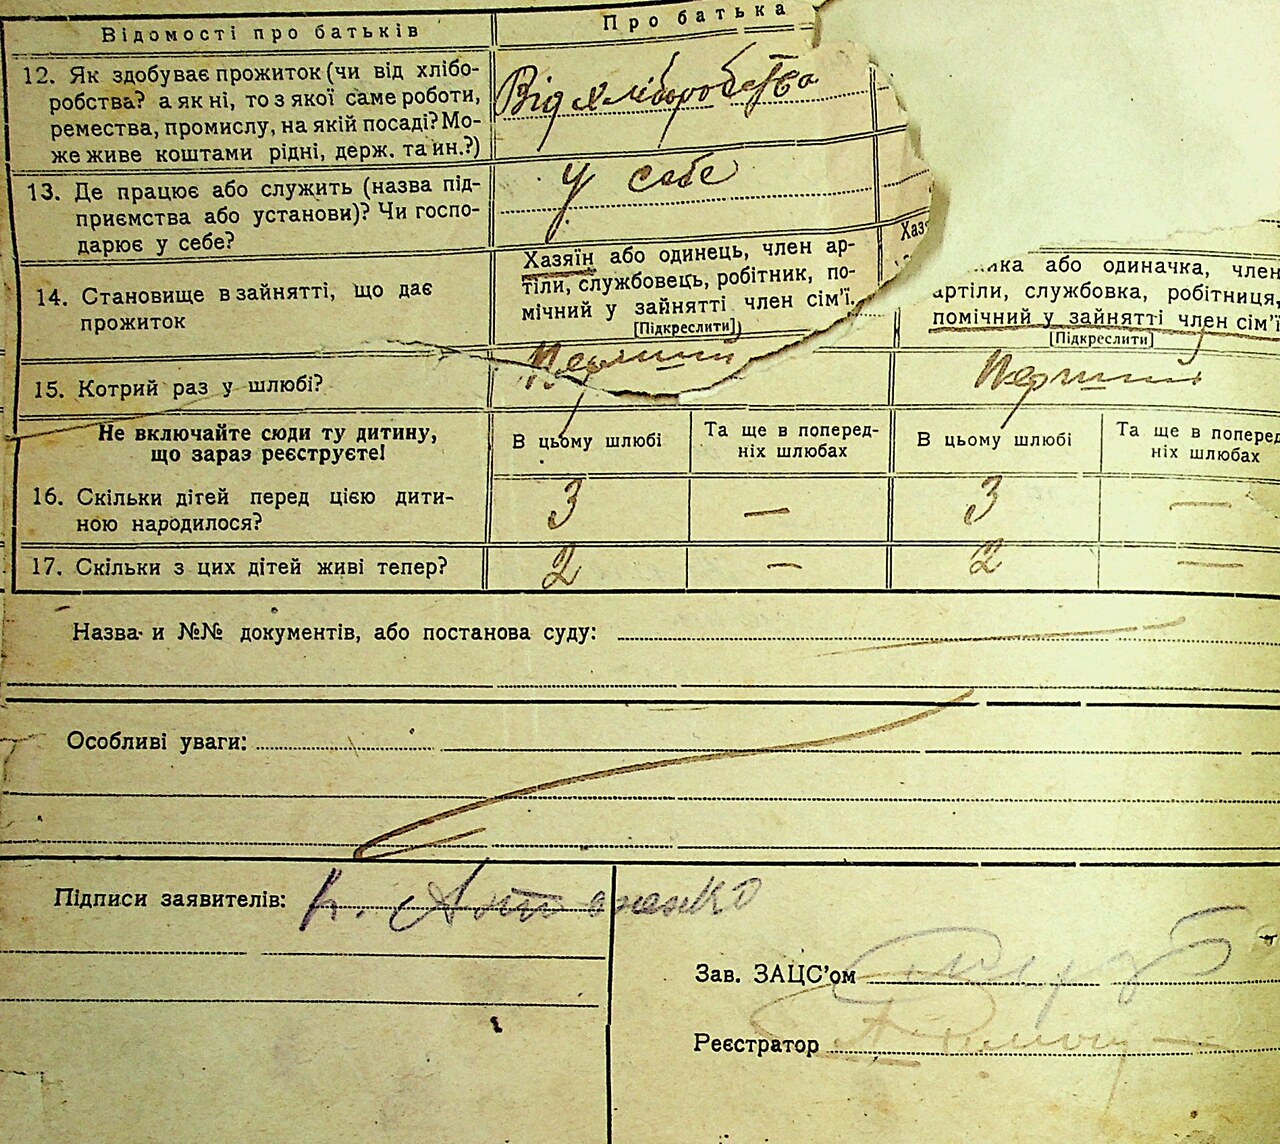 Відомості про батьків
Про батька
12. Як здобуває прожиток (чи від хлібо-
робства? а як ні, то з якої саме роботи,
ремества, промислу, на якій посаді? Мо-
же живе коштами рідні, держ. та ин.?)
Від хліборобства
13. Де працює або служить (назва під-
приємства або установи)? Чи госпо-
дарює у себе?
у себе
14. Становище в зайнятті, що дає
прожиток
Хазяїн або одинець, член ар-
тіли, службовець, робітник, по-
мічний у зайнятті член сім'ї.
[Підкреслити]
Хазя
або одиначка, член
артіли, службовка, робітниця,
помічний у зайнятті член сім'ї
[Підкреслити]
15. Котрий раз у шлюбі?
Перший
Перший
Не включайте сюди ту дитину,
що зараз реєструєте!
В цьому шлюбі
Та ще в поперед-
ніх шлюбах
В цьому шлюбі
Та ще в поперед
ніх шлюбах
16. Скільки дітей перед цією дити-
ною народилося?
3 — 3 —
17. Скільки з цих дітей живі тепер?
2 — 2 —
Назва и №№ документів, або постанова суду:
Особливі уваги:
Підписи заявителів: К. Антоненко
Зав. ЗАЦС'ом
Реєстратор